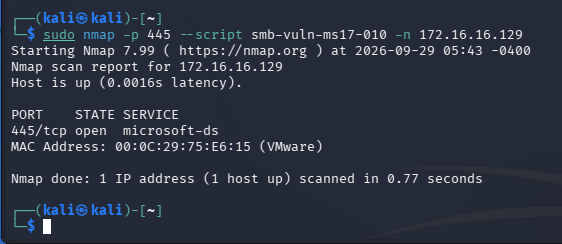 ┌──(kali㉿kali)-[~]
└─$ sudo nmap -p 445 --script smb-vuln-ms17-010 -n 172.16.16.129
Starting Nmap 7.99 ( https://nmap.org ) at 2026-09-29 05:43 -0400
Nmap scan report for 172.16.16.129
Host is up (0.0016s latency).
PORT    STATE SERVICE
445/tcp open  microsoft-ds
MAC Address: 00:0C:29:75:E6:15 (VMware)
Nmap done: 1 IP address (1 host up) scanned in 0.77 seconds
┌──(kali㉿kali)-[~]
└─$